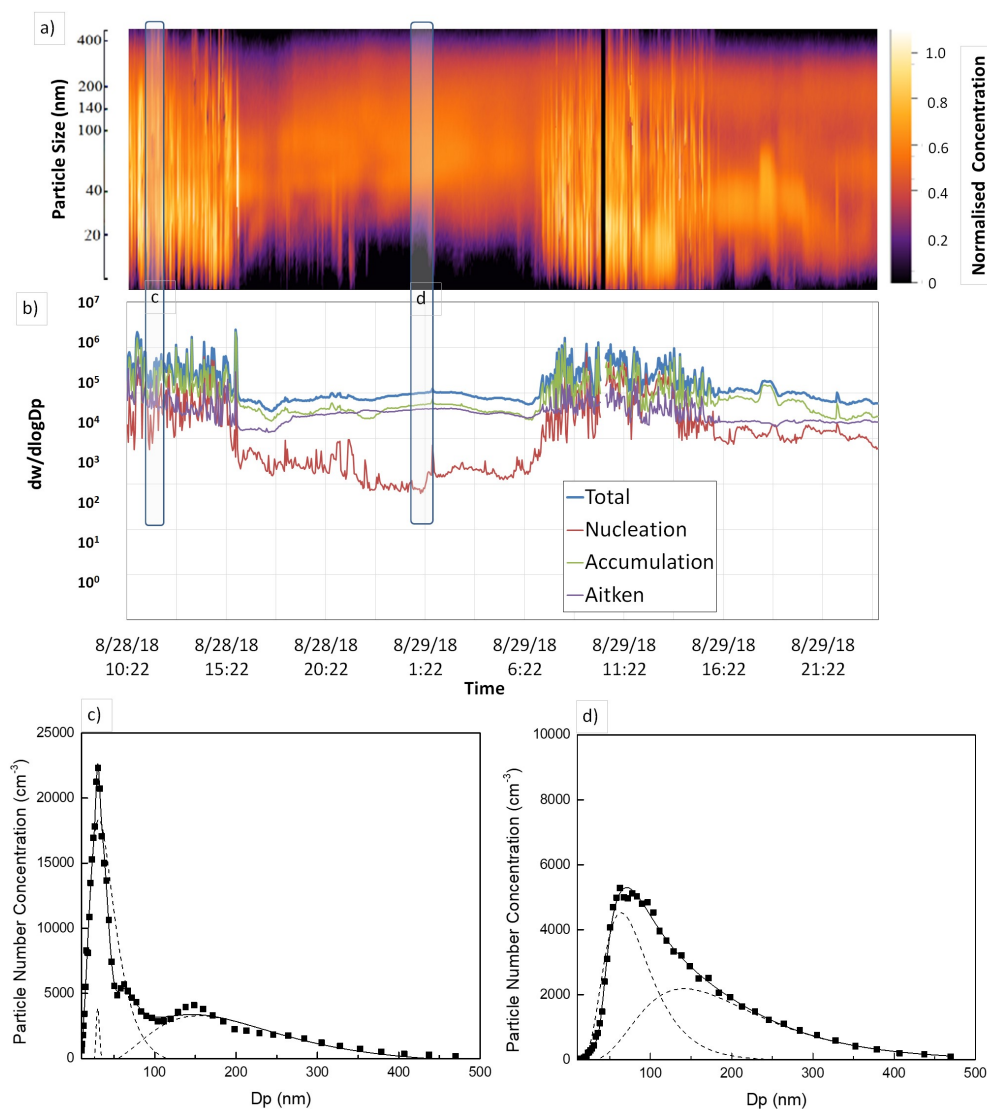 a)
400
200
140
100
40
20
Particle Size (nm)
1.0
0.8
0.6
0.4
0.2
0
Normalised Concentration
c
d
b)
10⁷
10⁶
10⁵
10⁴
10³
10²
10¹
10⁰
dw/dlogDp
Total
Nucleation
Accumulation
Aitken
8/28/18 8/28/18 8/28/18 8/29/18 8/29/18 8/29/18 8/29/18 8/29/18
10:22 15:22 20:22 1:22 6:22 11:22 16:22 21:22
Time
c)
25000
20000
15000
10000
5000
0
Particle Number Concentration (cm⁻³)
100 200 300 400 500
Dp (nm)
d)
10000
8000
6000
4000
2000
0
Particle Number Concentration (cm⁻³)
100 200 300 400 500
Dp (nm)